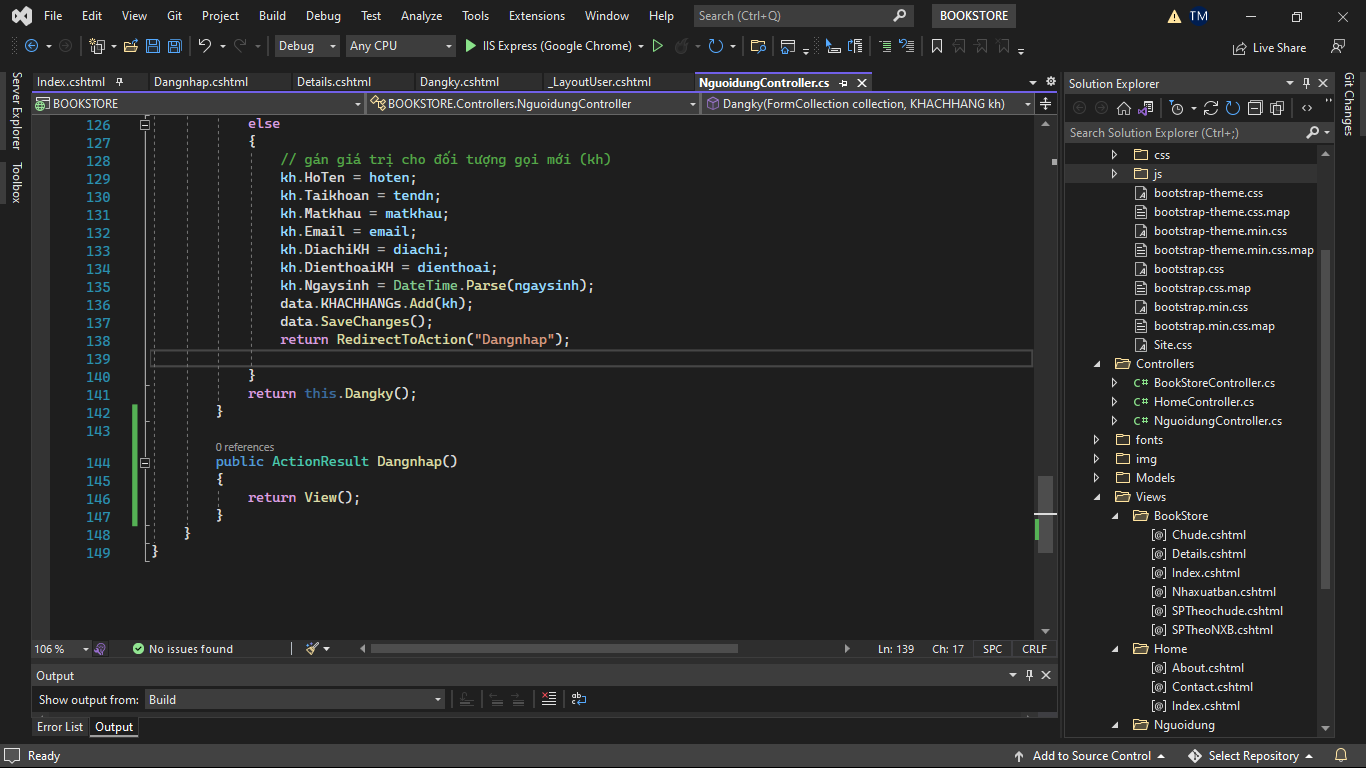 File Edit View Git Project Build Debug Test Analyze Tools Extensions Window Help Search (Ctrl+Q) BOOKSTORE TM
Debug Any CPU IIS Express (Google Chrome) Live Share
Server Explorer
Toolbox
Index.cshtml Dangnhap.cshtml Details.cshtml Dangky.cshtml _LayoutUser.cshtml NguoidungController.cs
BOOKSTORE BOOKSTORE.Controllers.NguoidungController Dangky(FormCollection collection, KHACHHANG kh)
126 else
127 {
128 // gán giá trị cho đối tượng gọi mới (kh)
129 kh.HoTen = hoten;
130 kh.Taikhoan = tendn;
131 kh.Matkhau = matkhau;
132 kh.Email = email;
133 kh.DiachiKH = diachi;
134 kh.DienthoaiKH = dienthoai;
135 kh.Ngaysinh = DateTime.Parse(ngaysinh);
136 data.KHACHHANGs.Add(kh);
137 data.SaveChanges();
138 return RedirectToAction("Dangnhap");
139
140 }
141 return this.Dangky();
142 }
143
0 references
144 public ActionResult Dangnhap()
145 {
146 return View();
147 }
148 }
149 }
106 % No issues found Ln: 139 Ch: 17 SPC CRLF
Output
Show output from: Build
Error List Output
Solution Explorer
Search Solution Explorer (Ctrl+;)
css
js
bootstrap-theme.css
bootstrap-theme.css.map
bootstrap-theme.min.css
bootstrap-theme.min.css.map
bootstrap.css
bootstrap.css.map
bootstrap.min.css
bootstrap.min.css.map
Site.css
Controllers
C# BookStoreController.cs
C# HomeController.cs
C# NguoidungController.cs
fonts
img
Models
Views
BookStore
[@] Chude.cshtml
[@] Details.cshtml
[@] Index.cshtml
[@] Nhaxuatban.cshtml
[@] SPTheochude.cshtml
[@] SPTheoNXB.cshtml
Home
[@] About.cshtml
[@] Contact.cshtml
[@] Index.cshtml
Nguoidung
Git Changes
Ready Add to Source Control Select Repository